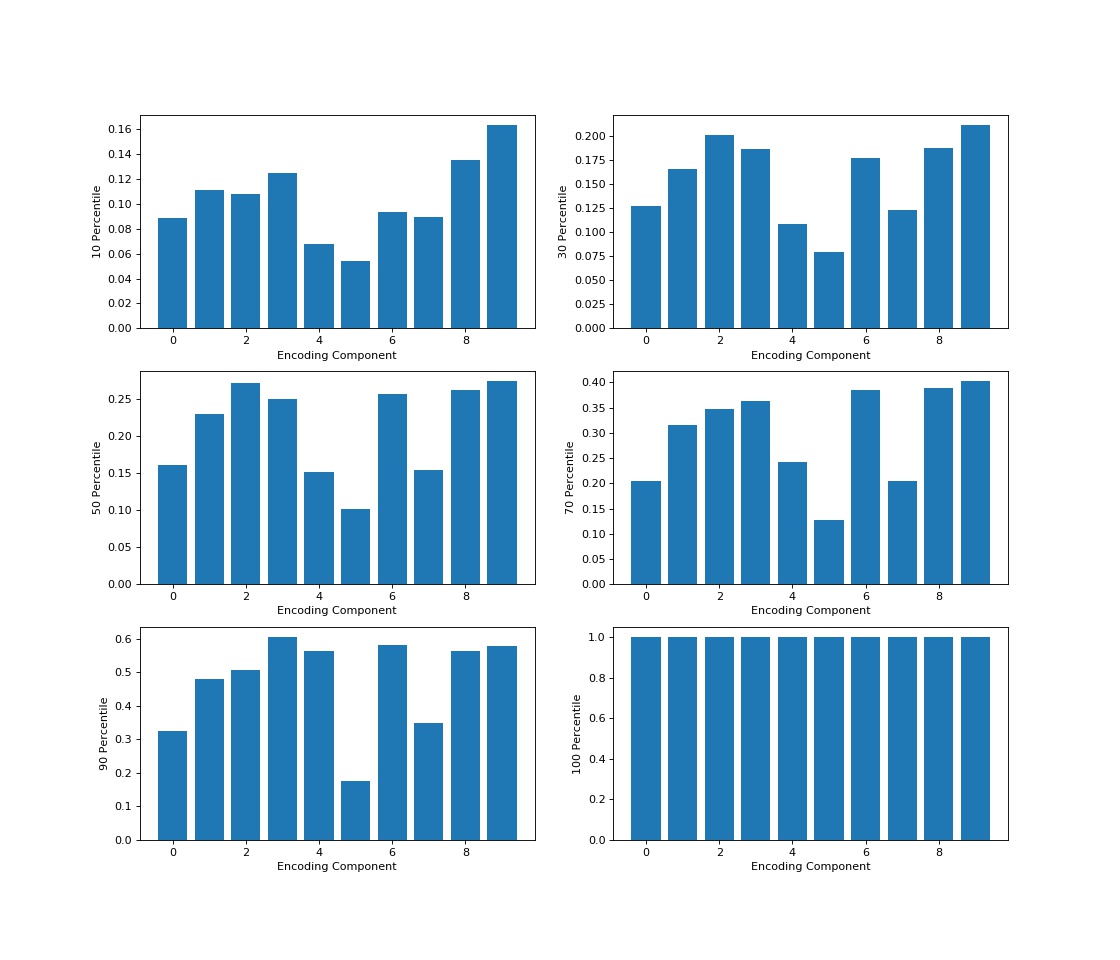 10 Percentile
0.16
0.14
0.12
0.10
0.08
0.06
0.04
0.02
0.00
0 2 4 6 8
Encoding Component
30 Percentile
0.200
0.175
0.150
0.125
0.100
0.075
0.050
0.025
0.000
0 2 4 6 8
Encoding Component
50 Percentile
0.25
0.20
0.15
0.10
0.05
0.00
0 2 4 6 8
Encoding Component
70 Percentile
0.40
0.35
0.30
0.25
0.20
0.15
0.10
0.05
0.00
0 2 4 6 8
Encoding Component
90 Percentile
0.6
0.5
0.4
0.3
0.2
0.1
0.0
0 2 4 6 8
Encoding Component
100 Percentile
1.0
0.8
0.6
0.4
0.2
0.0
0 2 4 6 8
Encoding Component